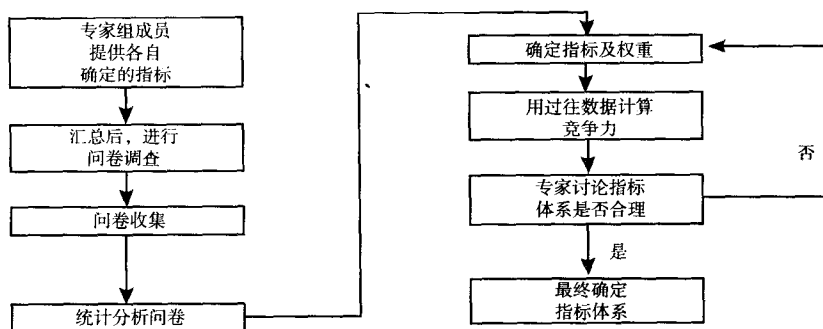 专家组成员
提供各自
确定的指标
汇总后，进行
问卷调查
问卷收集
统计分析问卷
确定指标及权重
用过往数据计算
竞争力
专家讨论指标
体系是否合理
否
是
最终确定
指标体系